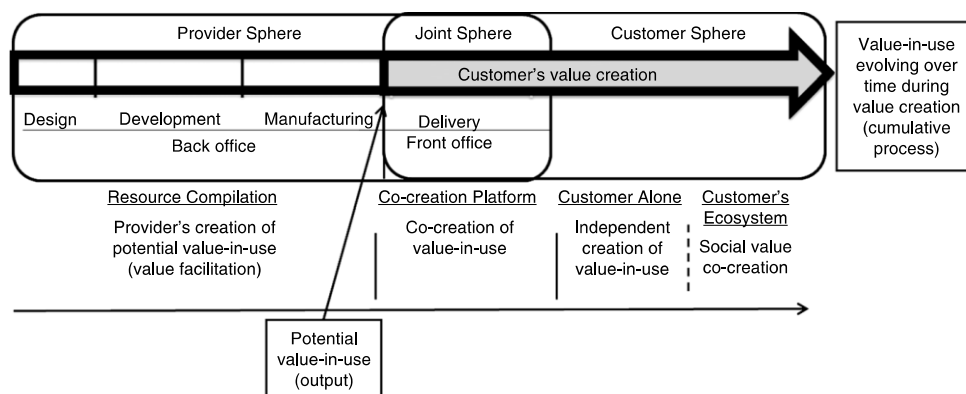 Provider Sphere
Joint Sphere
Customer Sphere
Customer's value creation
Value-in-use
evolving over
time during
value creation
(cumulative
process)
Design
Development
Manufacturing
Delivery
Back office
Front office
Resource Compilation
Provider's creation of
potential value-in-use
(value facilitation)
Co-creation Platform
Co-creation of
value-in-use
Customer Alone
Independent
creation of
value-in-use
Customer's
Ecosystem
Social value
co-creation
Potential
value-in-use
(output)